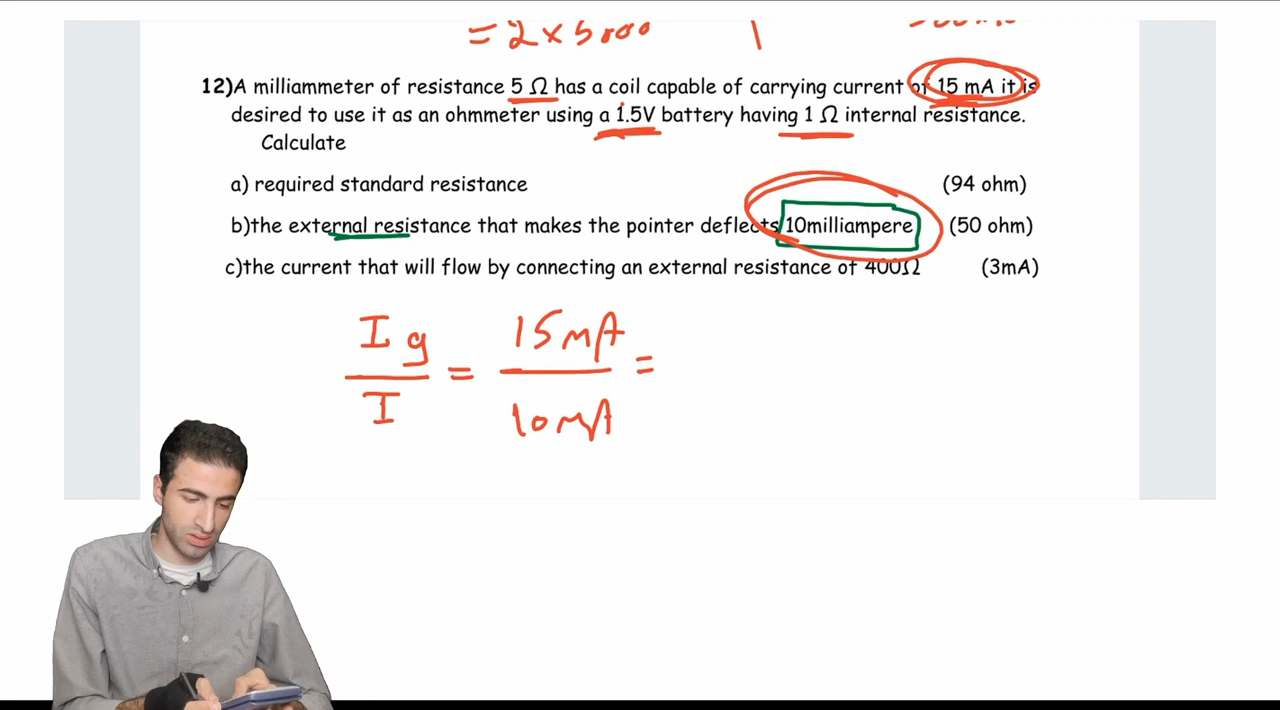 = 2 × 5000
12)A milliammeter of resistance 5 Ω has a coil capable of carrying current of 15 mA it is
desired to use it as an ohmmeter using a 1.5V battery having 1 Ω internal resistance.
Calculate
a) required standard resistance (94 ohm)
b)the external resistance that makes the pointer deflects 10milliampere (50 ohm)
c)the current that will flow by connecting an external resistance of 400Ω (3mA)
Ig / I = 15mA / 10mA =